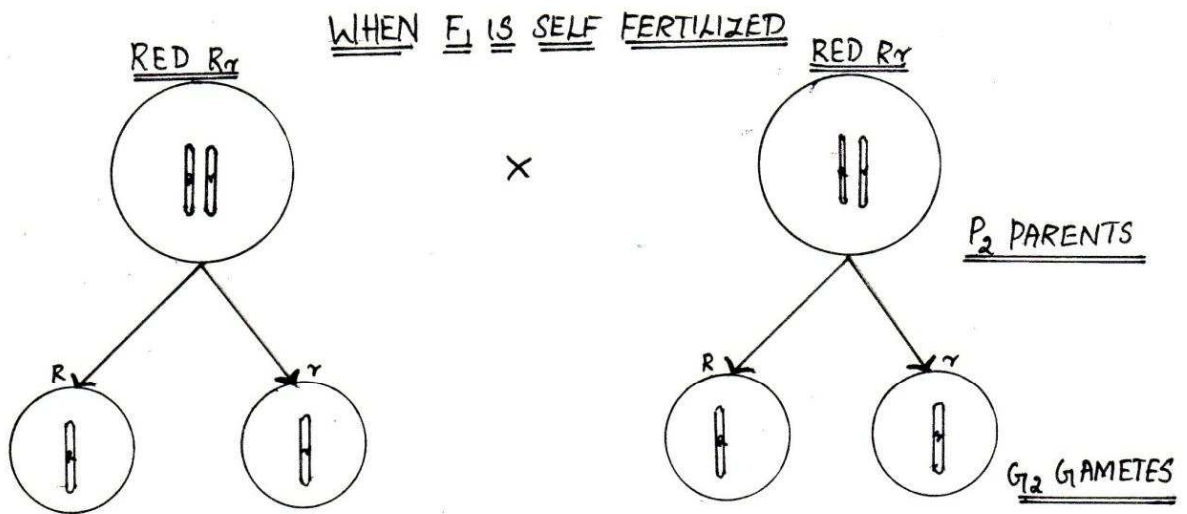 WHEN F1 IS SELF FERTILIZED
RED Rr
RED Rr
×
P2 PARENTS
R
r
R
r
G2 GAMETES